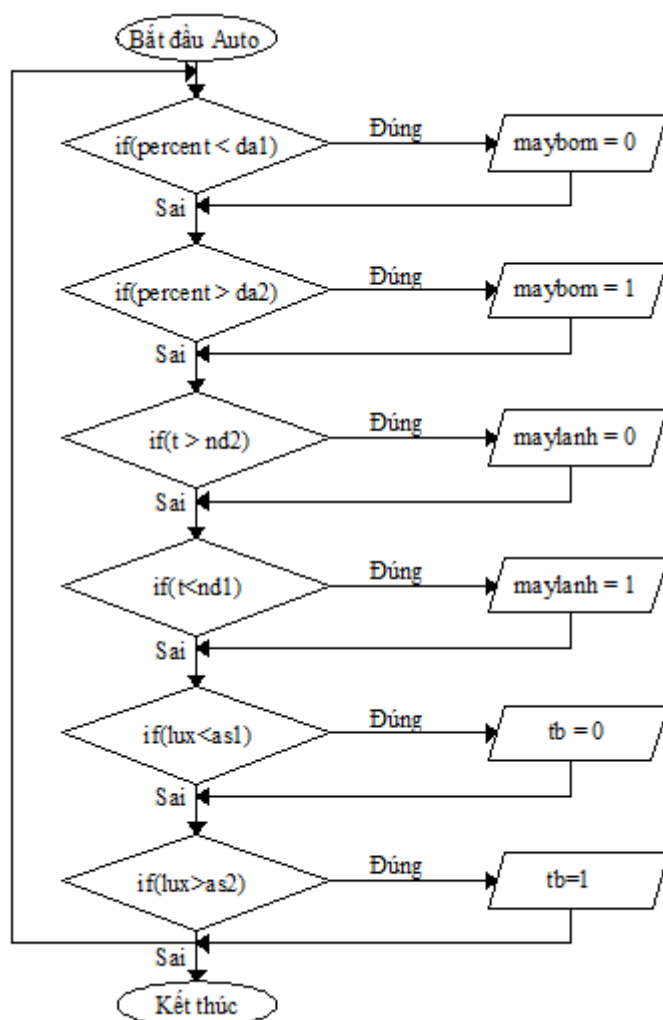 Bắt đầu Auto
if(percent < da1)
Đúng
maybom = 0
Sai
if(percent > da2)
Đúng
maybom = 1
Sai
if(t > nd2)
Đúng
maylanh = 0
Sai
if(t<nd1)
Đúng
maylanh = 1
Sai
if(lux<as1)
Đúng
tb = 0
Sai
if(lux>as2)
Đúng
tb=1
Sai
Kết thúc